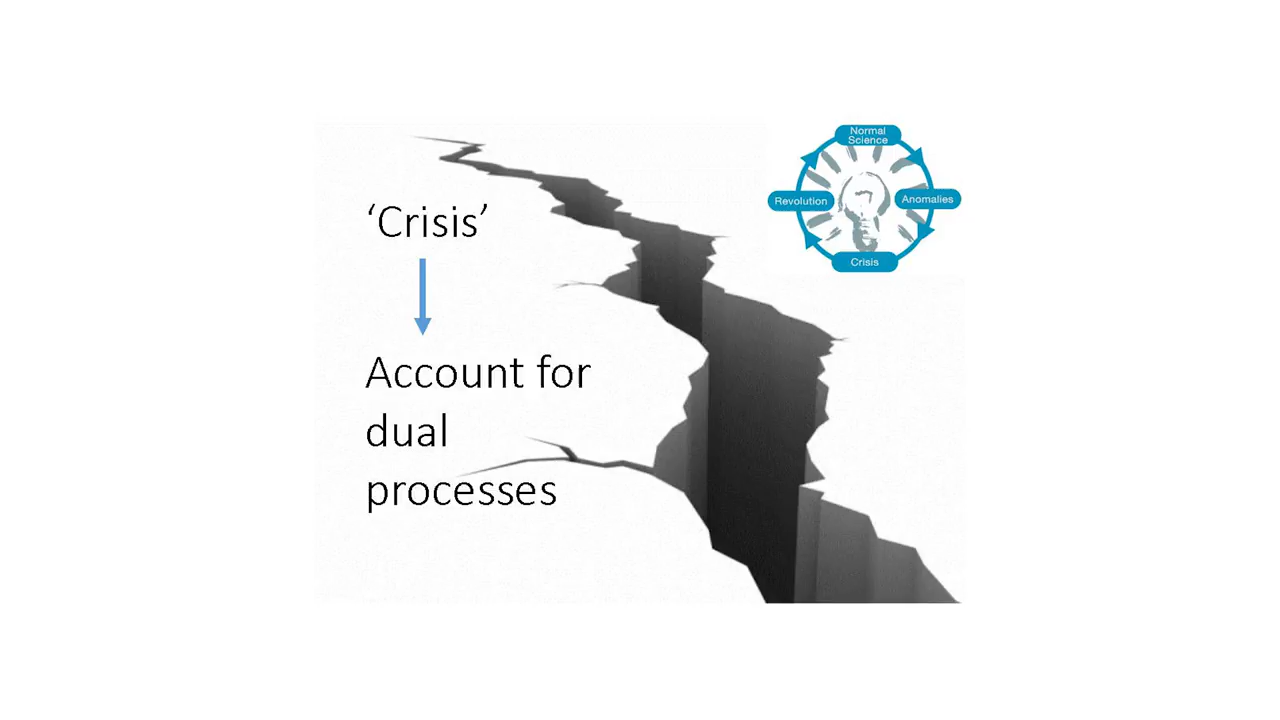 ‘Crisis’
Account for
dual
processes
Normal
Science
Revolution
Anomalies
Crisis